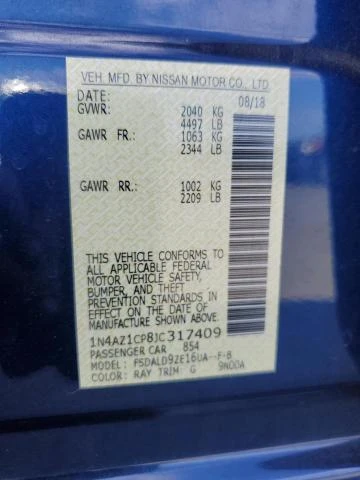 VEH. MFD. BY NISSAN MOTOR CO., LTD.
DATE: 08/18
GVWR: 2040 KG
4497 LB
GAWR FR: 1063 KG
2344 LB
GAWR RR: 1002 KG
2209 LB
THIS VEHICLE CONFORMS TO
ALL APPLICABLE FEDERAL
MOTOR VEHICLE SAFETY,
BUMPER, AND THEFT
PREVENTION STANDARDS
IN EFFECT ON THE DATE OF
MANUFACTURE SHOWN ABOVE.
1N4AZ1CP8JC317409
PASSENGER CAR 854
MODEL: FSDALD9ZE16UA--F-B
COLOR: RAY TRIM G 9N00A